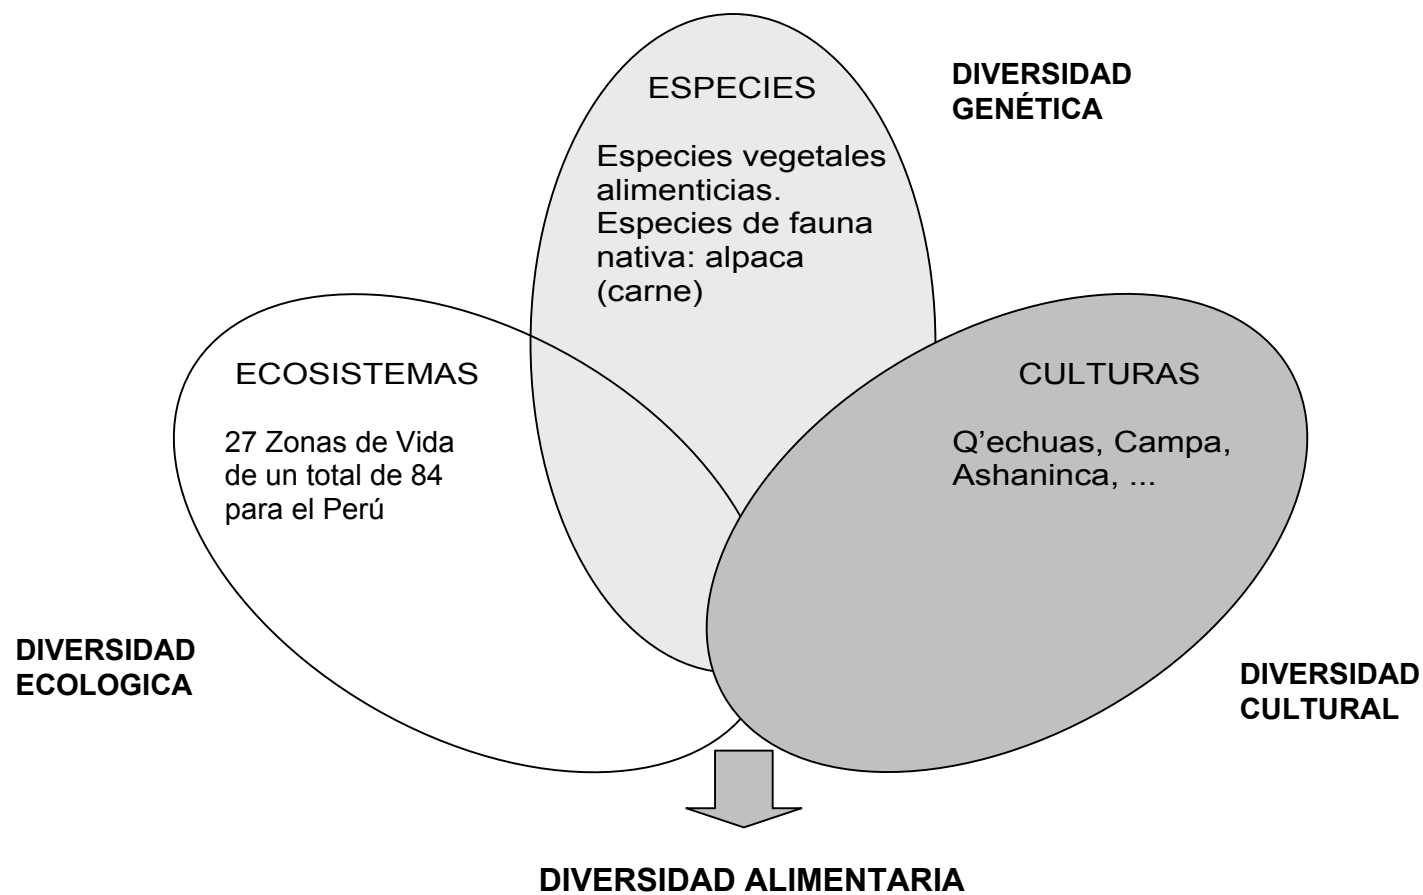 ESPECIES
Especies vegetales
alimenticias.
Especies de fauna
nativa: alpaca
(carne)
DIVERSIDAD
GENÉTICA
ECOSISTEMAS
27 Zonas de Vida
de un total de 84
para el Perú
CULTURAS
Q’echuas, Campa,
Ashaninca, ...
DIVERSIDAD
ECOLOGICA
DIVERSIDAD
CULTURAL
DIVERSIDAD ALIMENTARIA